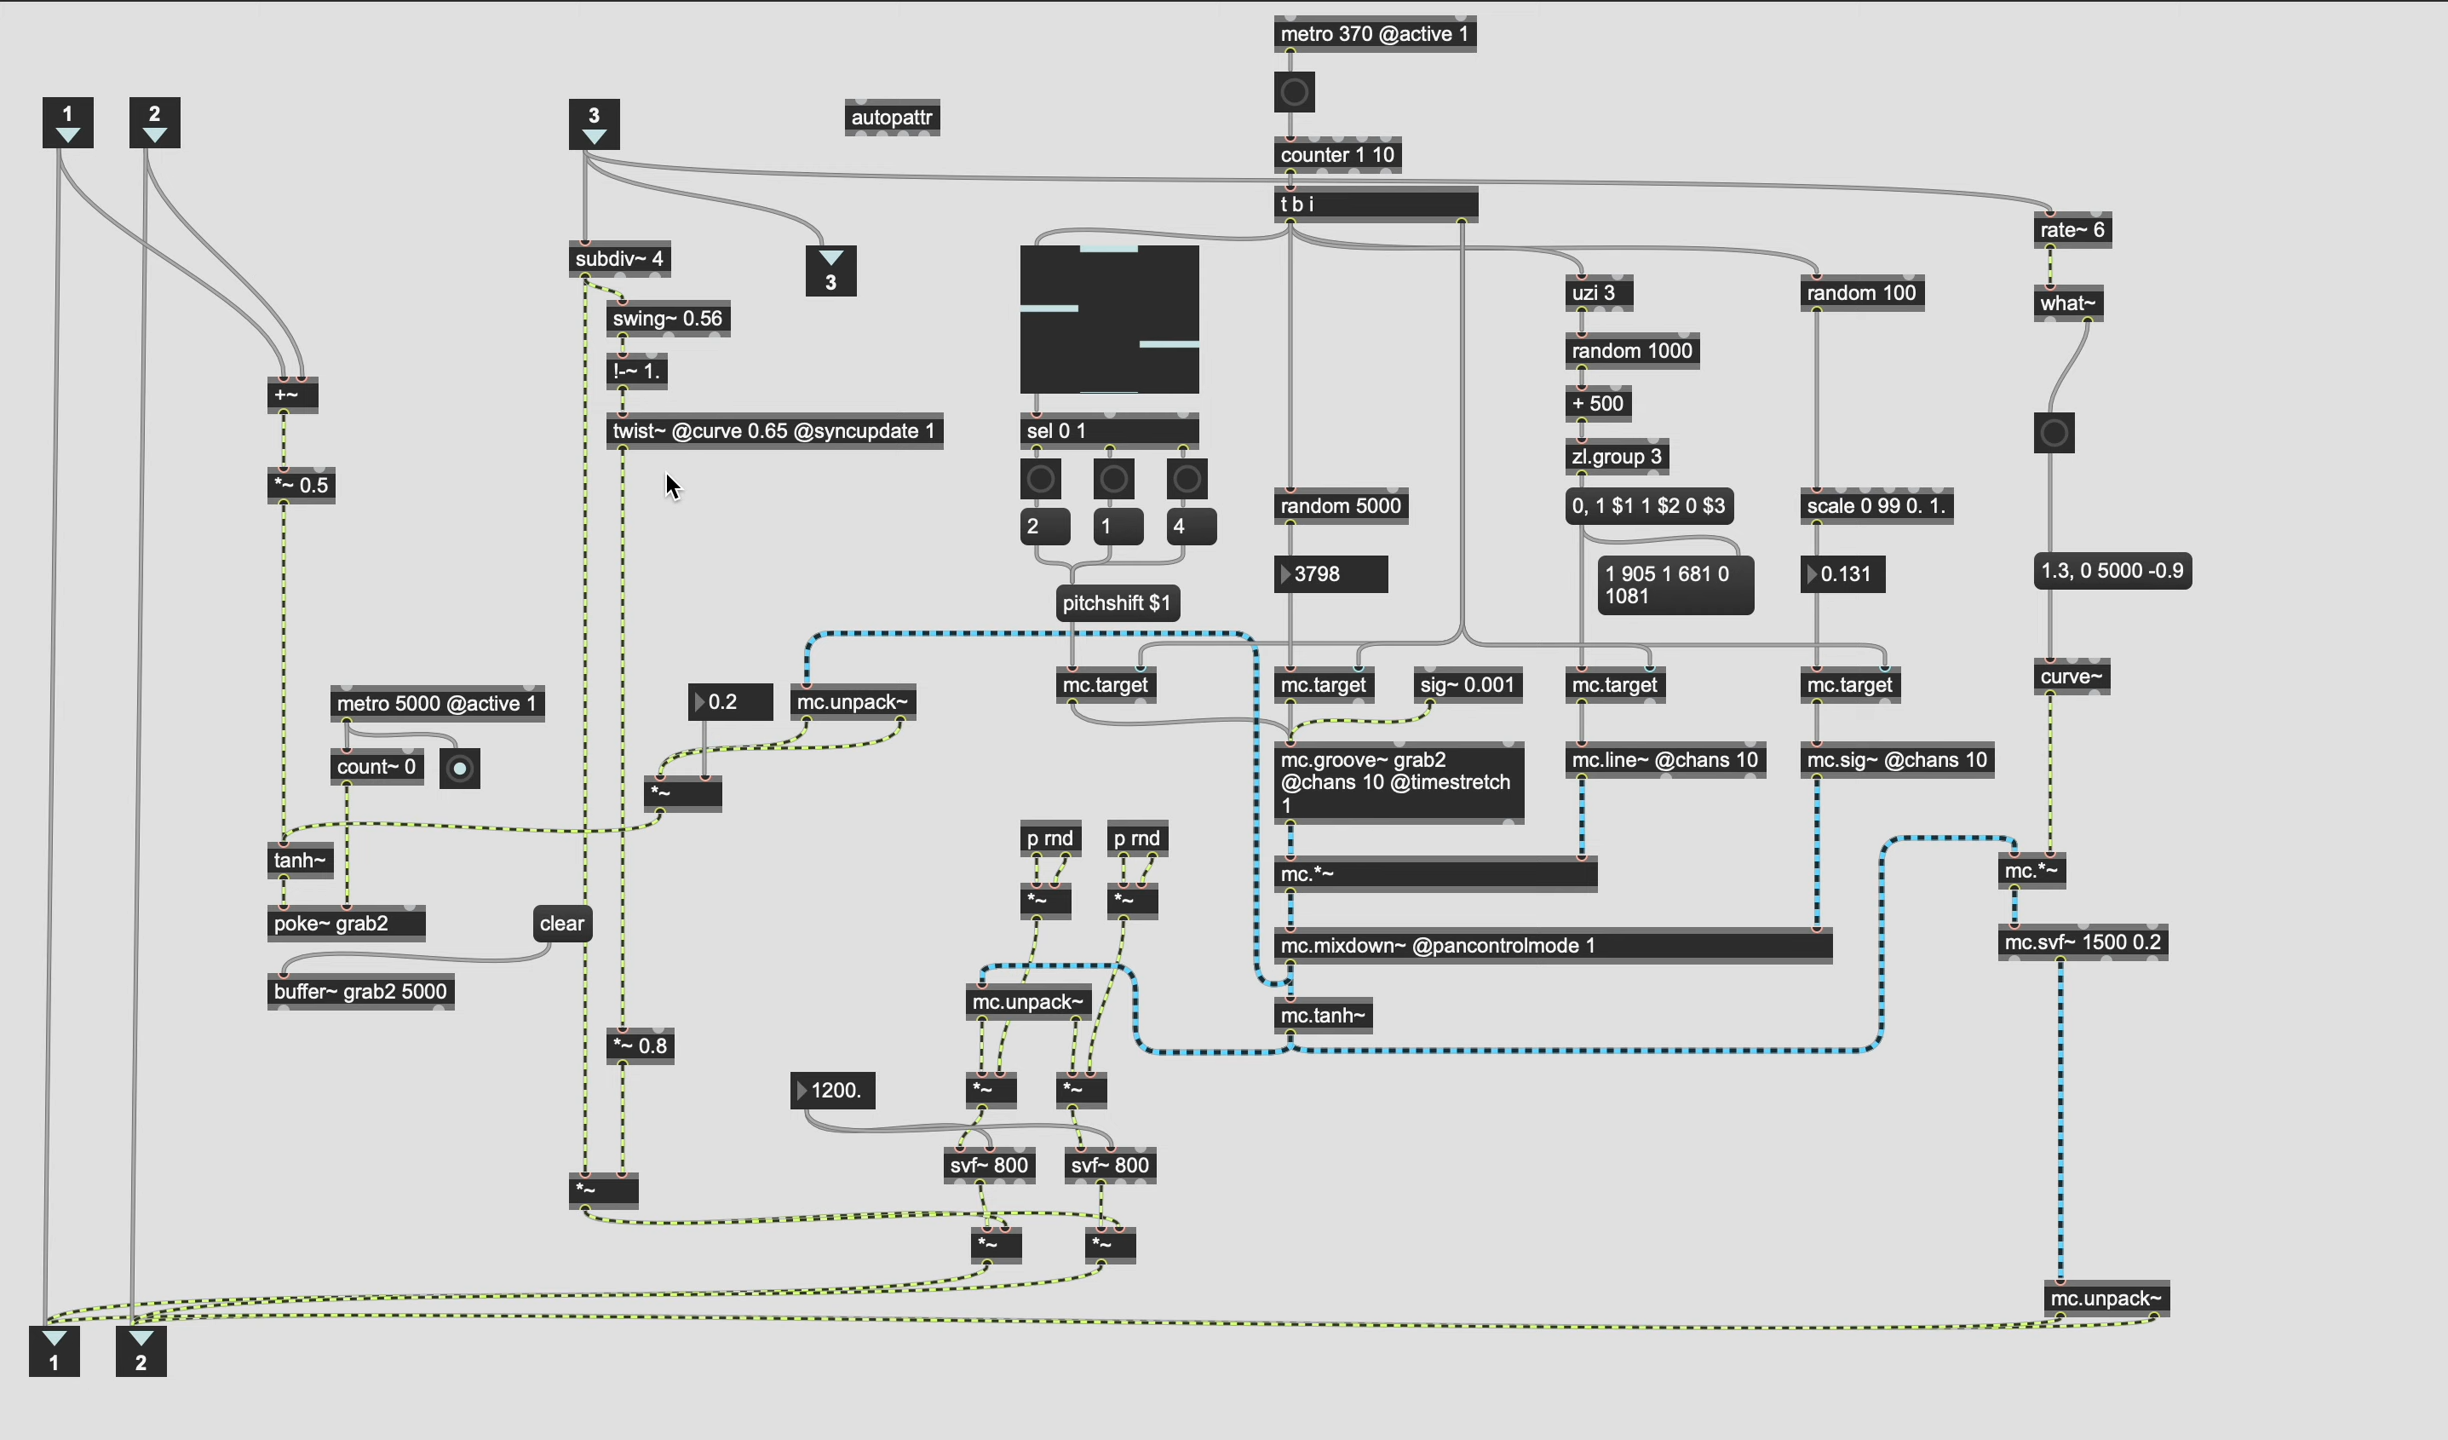 metro 370 @active 1
1
2
3
autopattr
counter 1 10
t b i
rate~ 6
subdiv~ 4
3
swing~ 0.56
!-~ 1.
twist~ @curve 0.65 @syncupdate 1
sel 0 1
2
1
4
pitchshift $1
uzi 3
random 1000
+ 500
zl.group 3
0, 1 $1 1 $2 0 $3
1 905 1 681 0
1081
random 100
scale 0 99 0. 1.
0.131
random 5000
3798
what~
1.3, 0 5000 -0.9
curve~
+~
*~ 0.5
metro 5000 @active 1
count~ 0
0.2
mc.unpack~
*~
mc.target
mc.target
sig~ 0.001
mc.target
mc.target
mc.groove~ grab2
@chans 10 @timestretch
1
mc.line~ @chans 10
mc.sig~ @chans 10
tanh~
poke~ grab2
clear
buffer~ grab2 5000
p rnd
p rnd
*~
*~
mc.*~
mc.*~
mc.mixdown~ @pancontrolmode 1
mc.svf~ 1500 0.2
mc.unpack~
mc.tanh~
*~ 0.8
1200.
*~
*~
svf~ 800
svf~ 800
*~
*~
*~
mc.unpack~
1
2